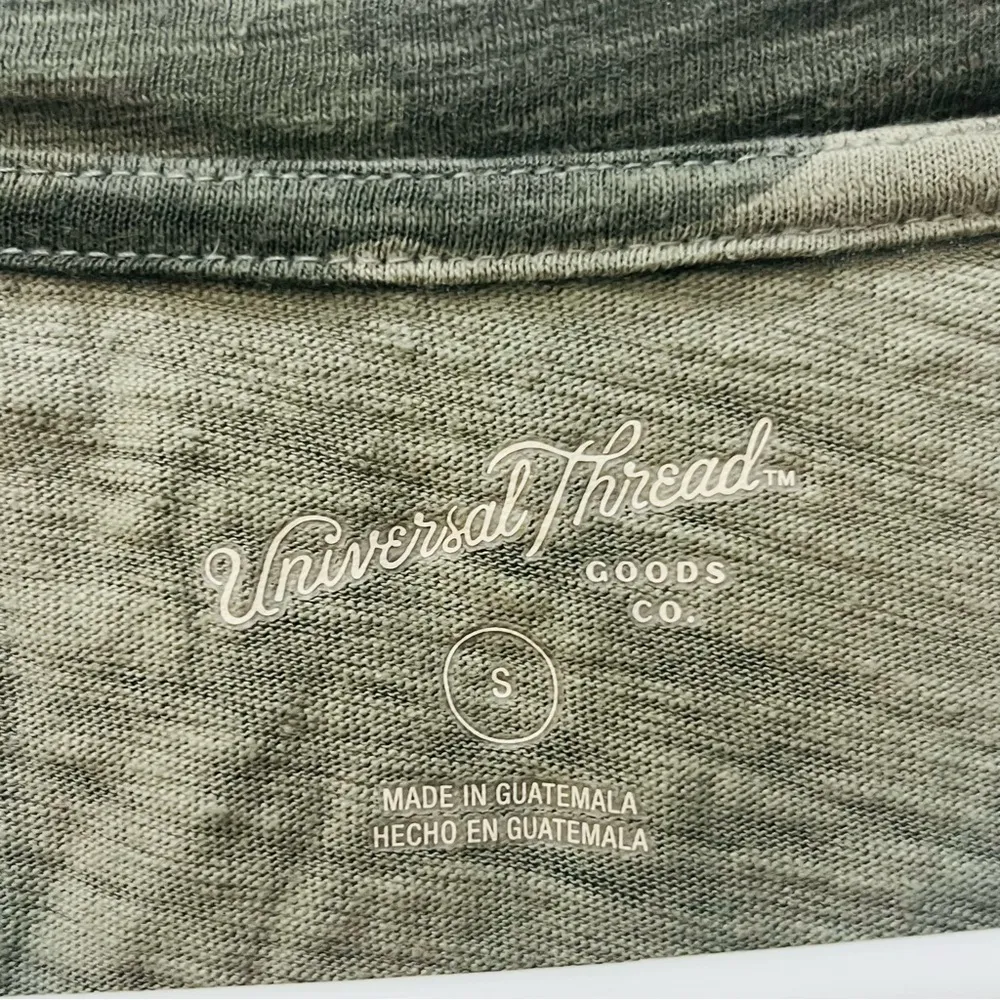 Universal Thread™
GOODS
CO.
S
MADE IN GUATEMALA
HECHO EN GUATEMALA